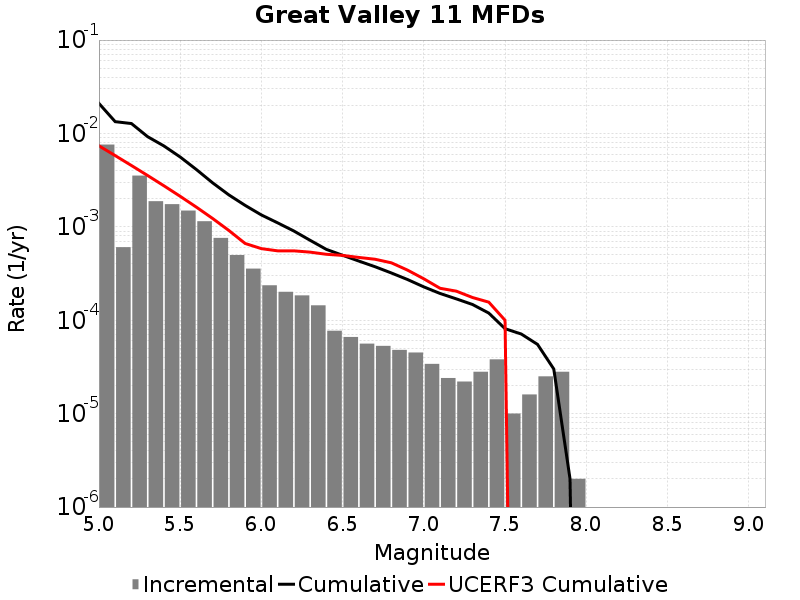 Great Valley 11 MFDs
10-1
10-2
10-3
10-4
10-5
10-6
Rate (1/yr)
5.0 5.5 6.0 6.5 7.0 7.5 8.0 8.5 9.0
Magnitude
Incremental Cumulative UCERF3 Cumulative